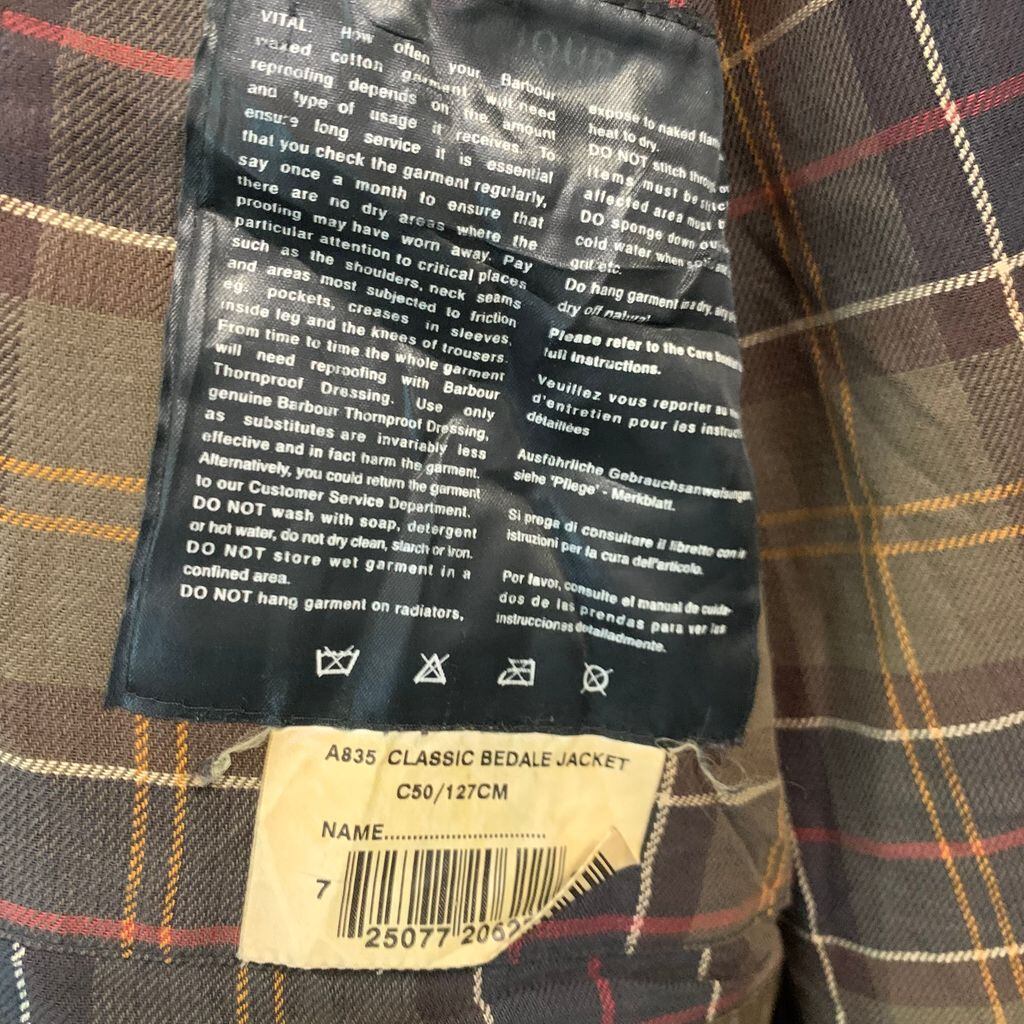 VITAL. How often your Barbour
waxed cotton garment will need
reproofing depends on the amount
and type of usage it receives. To
ensure long service it is essential
that you check the garment regularly,
say once a month to ensure that
there are no dry areas where the
proofing may have worn away. Pay
particular attention to critical places
such as the shoulders, neck seams
and areas most subjected to friction
eg: pockets, creases in sleeves,
inside leg and the knees of trousers.
From time to time the whole garment
will need reproofing with Barbour
Thornproof Dressing. Use only
genuine Barbour Thornproof Dressing,
as substitutes are invariably less
effective and in fact harm the garment.
Alternatively, you could return the garment
to our Customer Service Department.
DO NOT wash with soap, detergent
or hot water, do not dry clean, starch or iron.
DO NOT store wet garment in a
confined area.
DO NOT hang garment on radiators,
expose to naked
heat to dry.
DO NOT stitch
Items must be
affected area must
DO sponge down
cold water when
grit etc.
Do hang garment in a dry,
dry off
Please refer to the Care
full instructions.
Veuillez vous reporter au
d'entretien pour les
détaillées
Ausführliche Gebrauchsanweisungen
siehe 'Pflege' - Merkblatt.
Si prega di consultare il libretto con
istruzioni per la cura dell'articolo.
Por favor, consulte el manual de cuida-
dos de las prendas para ver las
instrucciones detalladmente.
A835 CLASSIC BEDALE JACKET
C50/127CM
NAME.............................
7 25077 2062